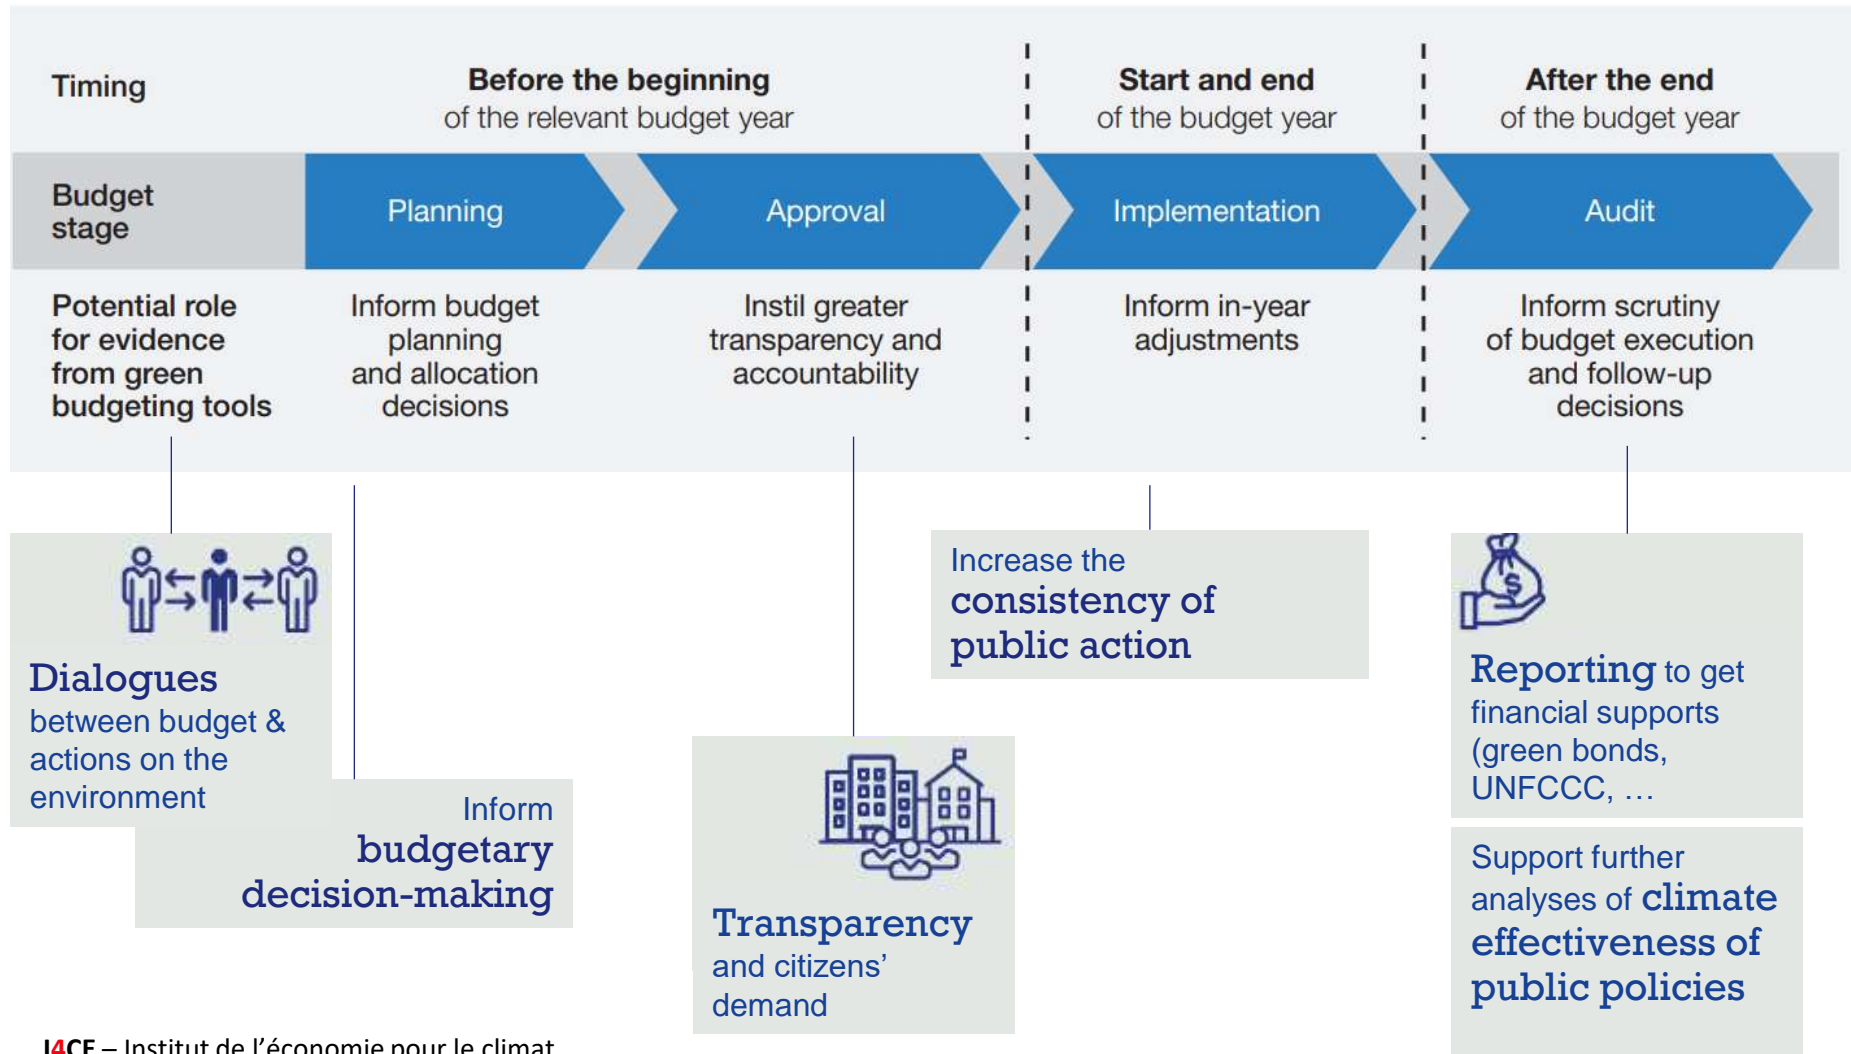 Timing
Before the beginning
of the relevant budget year
Start and end
of the budget year
After the end
of the budget year
Budget
stage
Planning
Approval
Implementation
Audit
Potential role
for evidence
from green
budgeting tools
Inform budget
planning
and allocation
decisions
Instil greater
transparency and
accountability
Inform in-year
adjustments
Inform scrutiny
of budget execution
and follow-up
decisions
Dialogues
between budget &
actions on the
environment
Inform
budgetary
decision-making
Transparency
and citizens’
demand
Increase the
consistency of
public action
$
Reporting to get
financial supports
(green bonds,
UNFCCC, …
Support further
analyses of climate
effectiveness of
public policies
I4CE – Institut de l’économie pour le climat